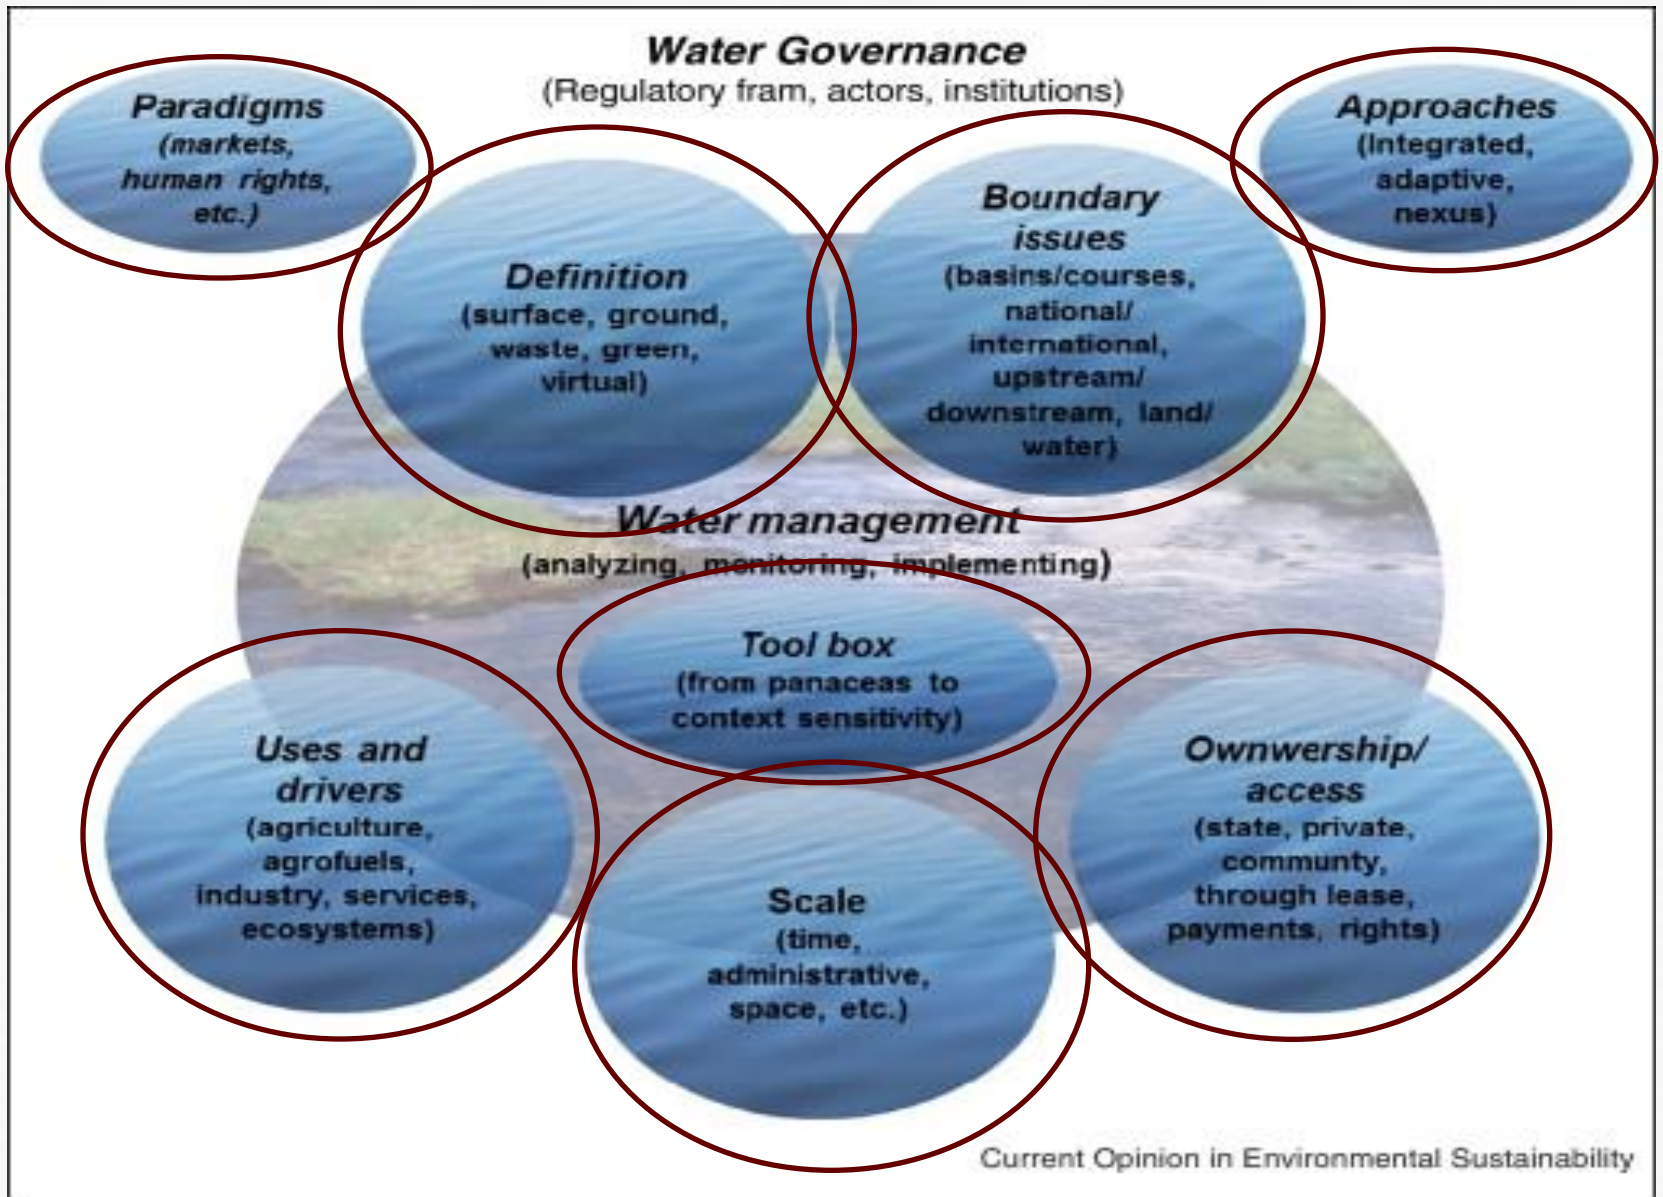 Water Governance
(Regulatory fram, actors, institutions)
Paradigms
(markets,
human rights,
etc.)
Approaches
(Integrated,
adaptive,
nexus)
Definition
(surface, ground,
waste, green,
virtual)
Boundary
issues
(basins/courses,
national/
international,
upstream/
downstream, land/
water)
Water management
(analyzing, monitoring, implementing)
Tool box
(from panaceas to
context sensitivity)
Uses and
drivers
(agriculture,
agrofuels,
industry, services,
ecosystems)
Scale
(time,
administrative,
space, etc.)
Ownwership/
access
(state, private,
communty,
through lease,
payments, rights)
Current Opinion in Environmental Sustainability